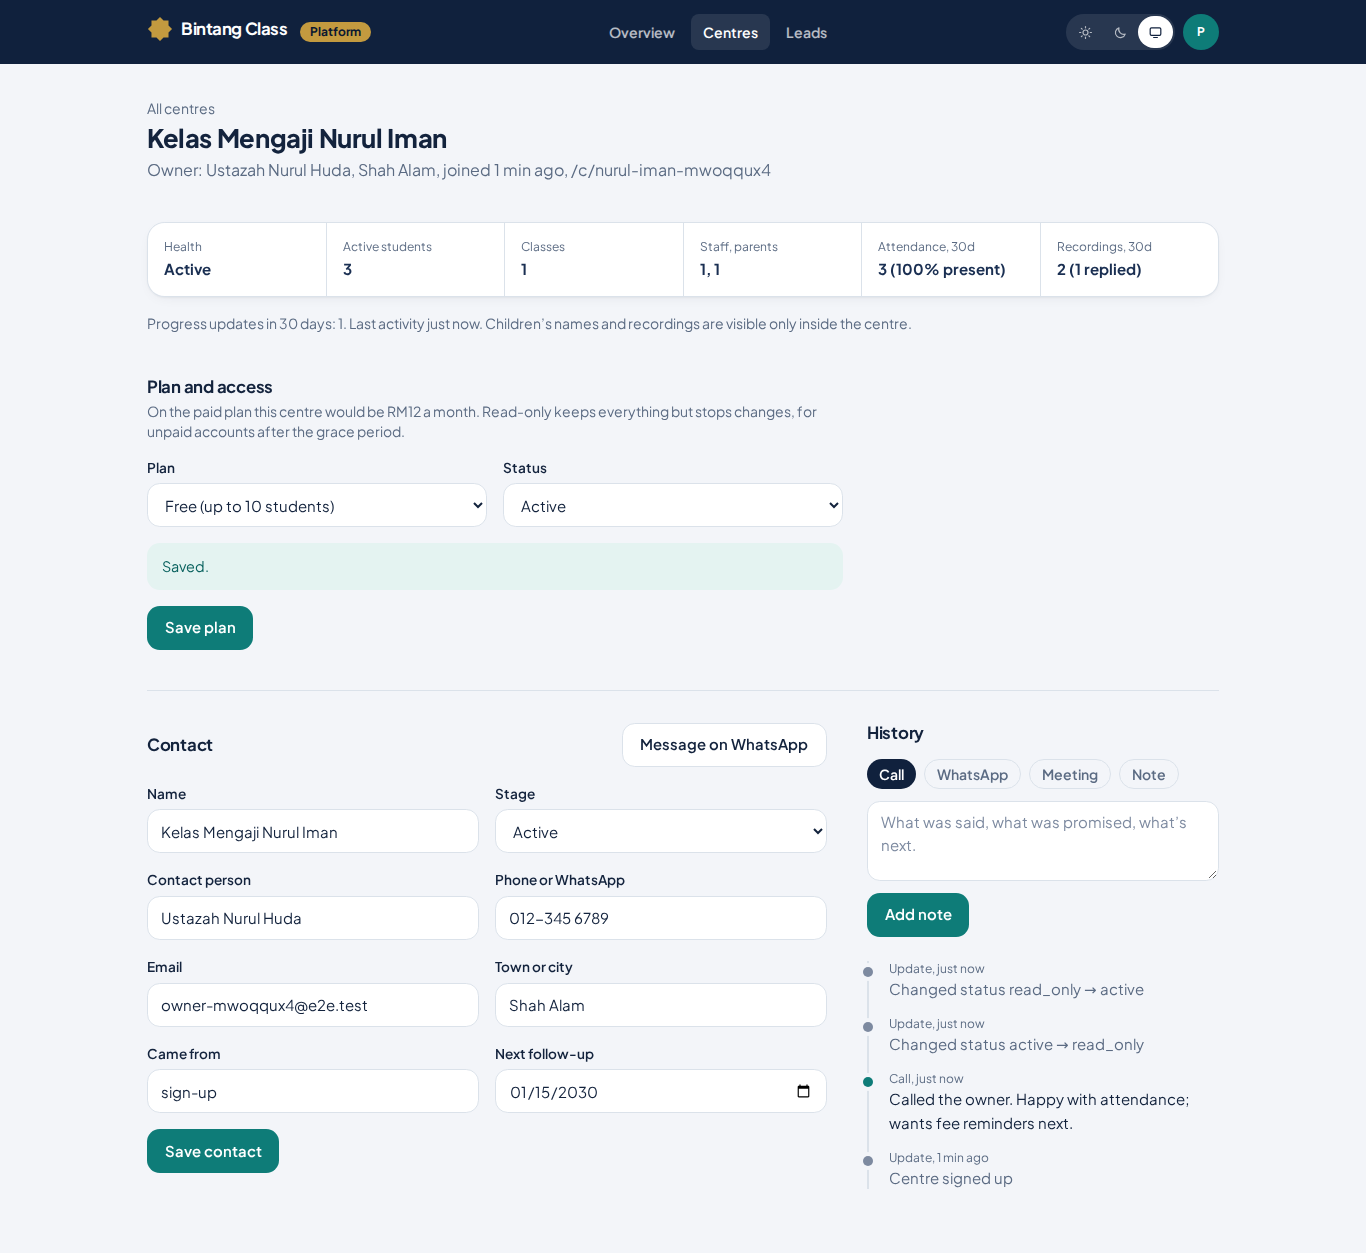 Bintang Class
Platform
Overview
Centres
Leads
P
All centres
Kelas Mengaji Nurul Iman
Owner: Ustazah Nurul Huda, Shah Alam, joined 1 min ago, /c/nurul-iman-mwoqqux4
Health
Active
Active students
3
Classes
1
Staff, parents
1, 1
Attendance, 30d
3 (100% present)
Recordings, 30d
2 (1 replied)
Progress updates in 30 days: 1. Last activity just now. Children's names and recordings are visible only inside the centre.
Plan and access
On the paid plan this centre would be RM12 a month. Read-only keeps everything but stops changes, for
unpaid accounts after the grace period.
Plan
Status
Free (up to 10 students)
Active
Saved.
Save plan
Contact
Message on WhatsApp
Name
Stage
Kelas Mengaji Nurul Iman
Active
Contact person
Phone or WhatsApp
Ustazah Nurul Huda
012-345 6789
Email
Town or city
owner-mwoqqux4@e2e.test
Shah Alam
Came from
Next follow-up
sign-up
01/15/2030
Save contact
History
Call
WhatsApp
Meeting
Note
What was said, what was promised, what's
next.
Add note
Update, just now
Changed status read_only → active
Update, just now
Changed status active → read_only
Call, just now
Called the owner. Happy with attendance;
wants fee reminders next.
Update, 1 min ago
Centre signed up